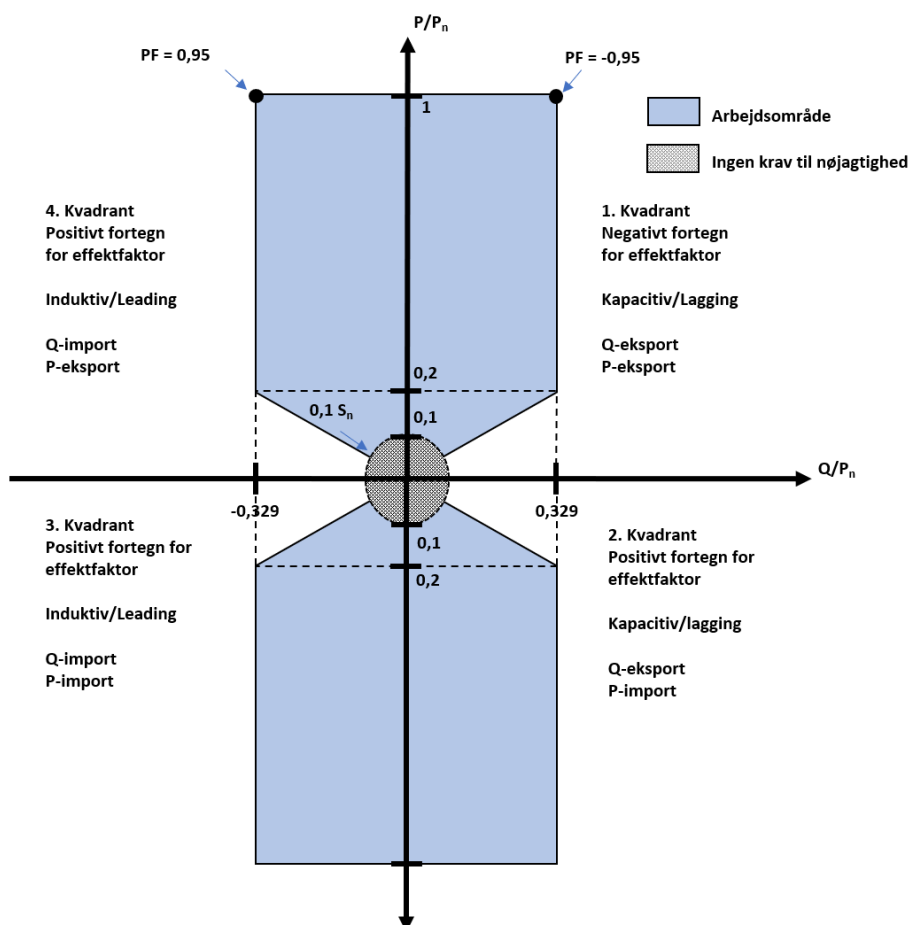 P/Pn
PF = 0,95
PF = -0,95
1
Arbejdsområde
Ingen krav til nøjagtighed
4. Kvadrant
Positivt fortegn
for effektfaktor
Induktiv/Leading
Q-import
P-eksport
1. Kvadrant
Negativt fortegn
for effektfaktor
Kapacitiv/Lagging
Q-eksport
P-eksport
0,2
0,1 Sn
0,1
Q/Pn
-0,329
0,329
3. Kvadrant
Positivt fortegn for
effektfaktor
Induktiv/Leading
Q-import
P-import
0,1
0,2
2. Kvadrant
Positivt fortegn for
effektfaktor
Kapacitiv/lagging
Q-eksport
P-import